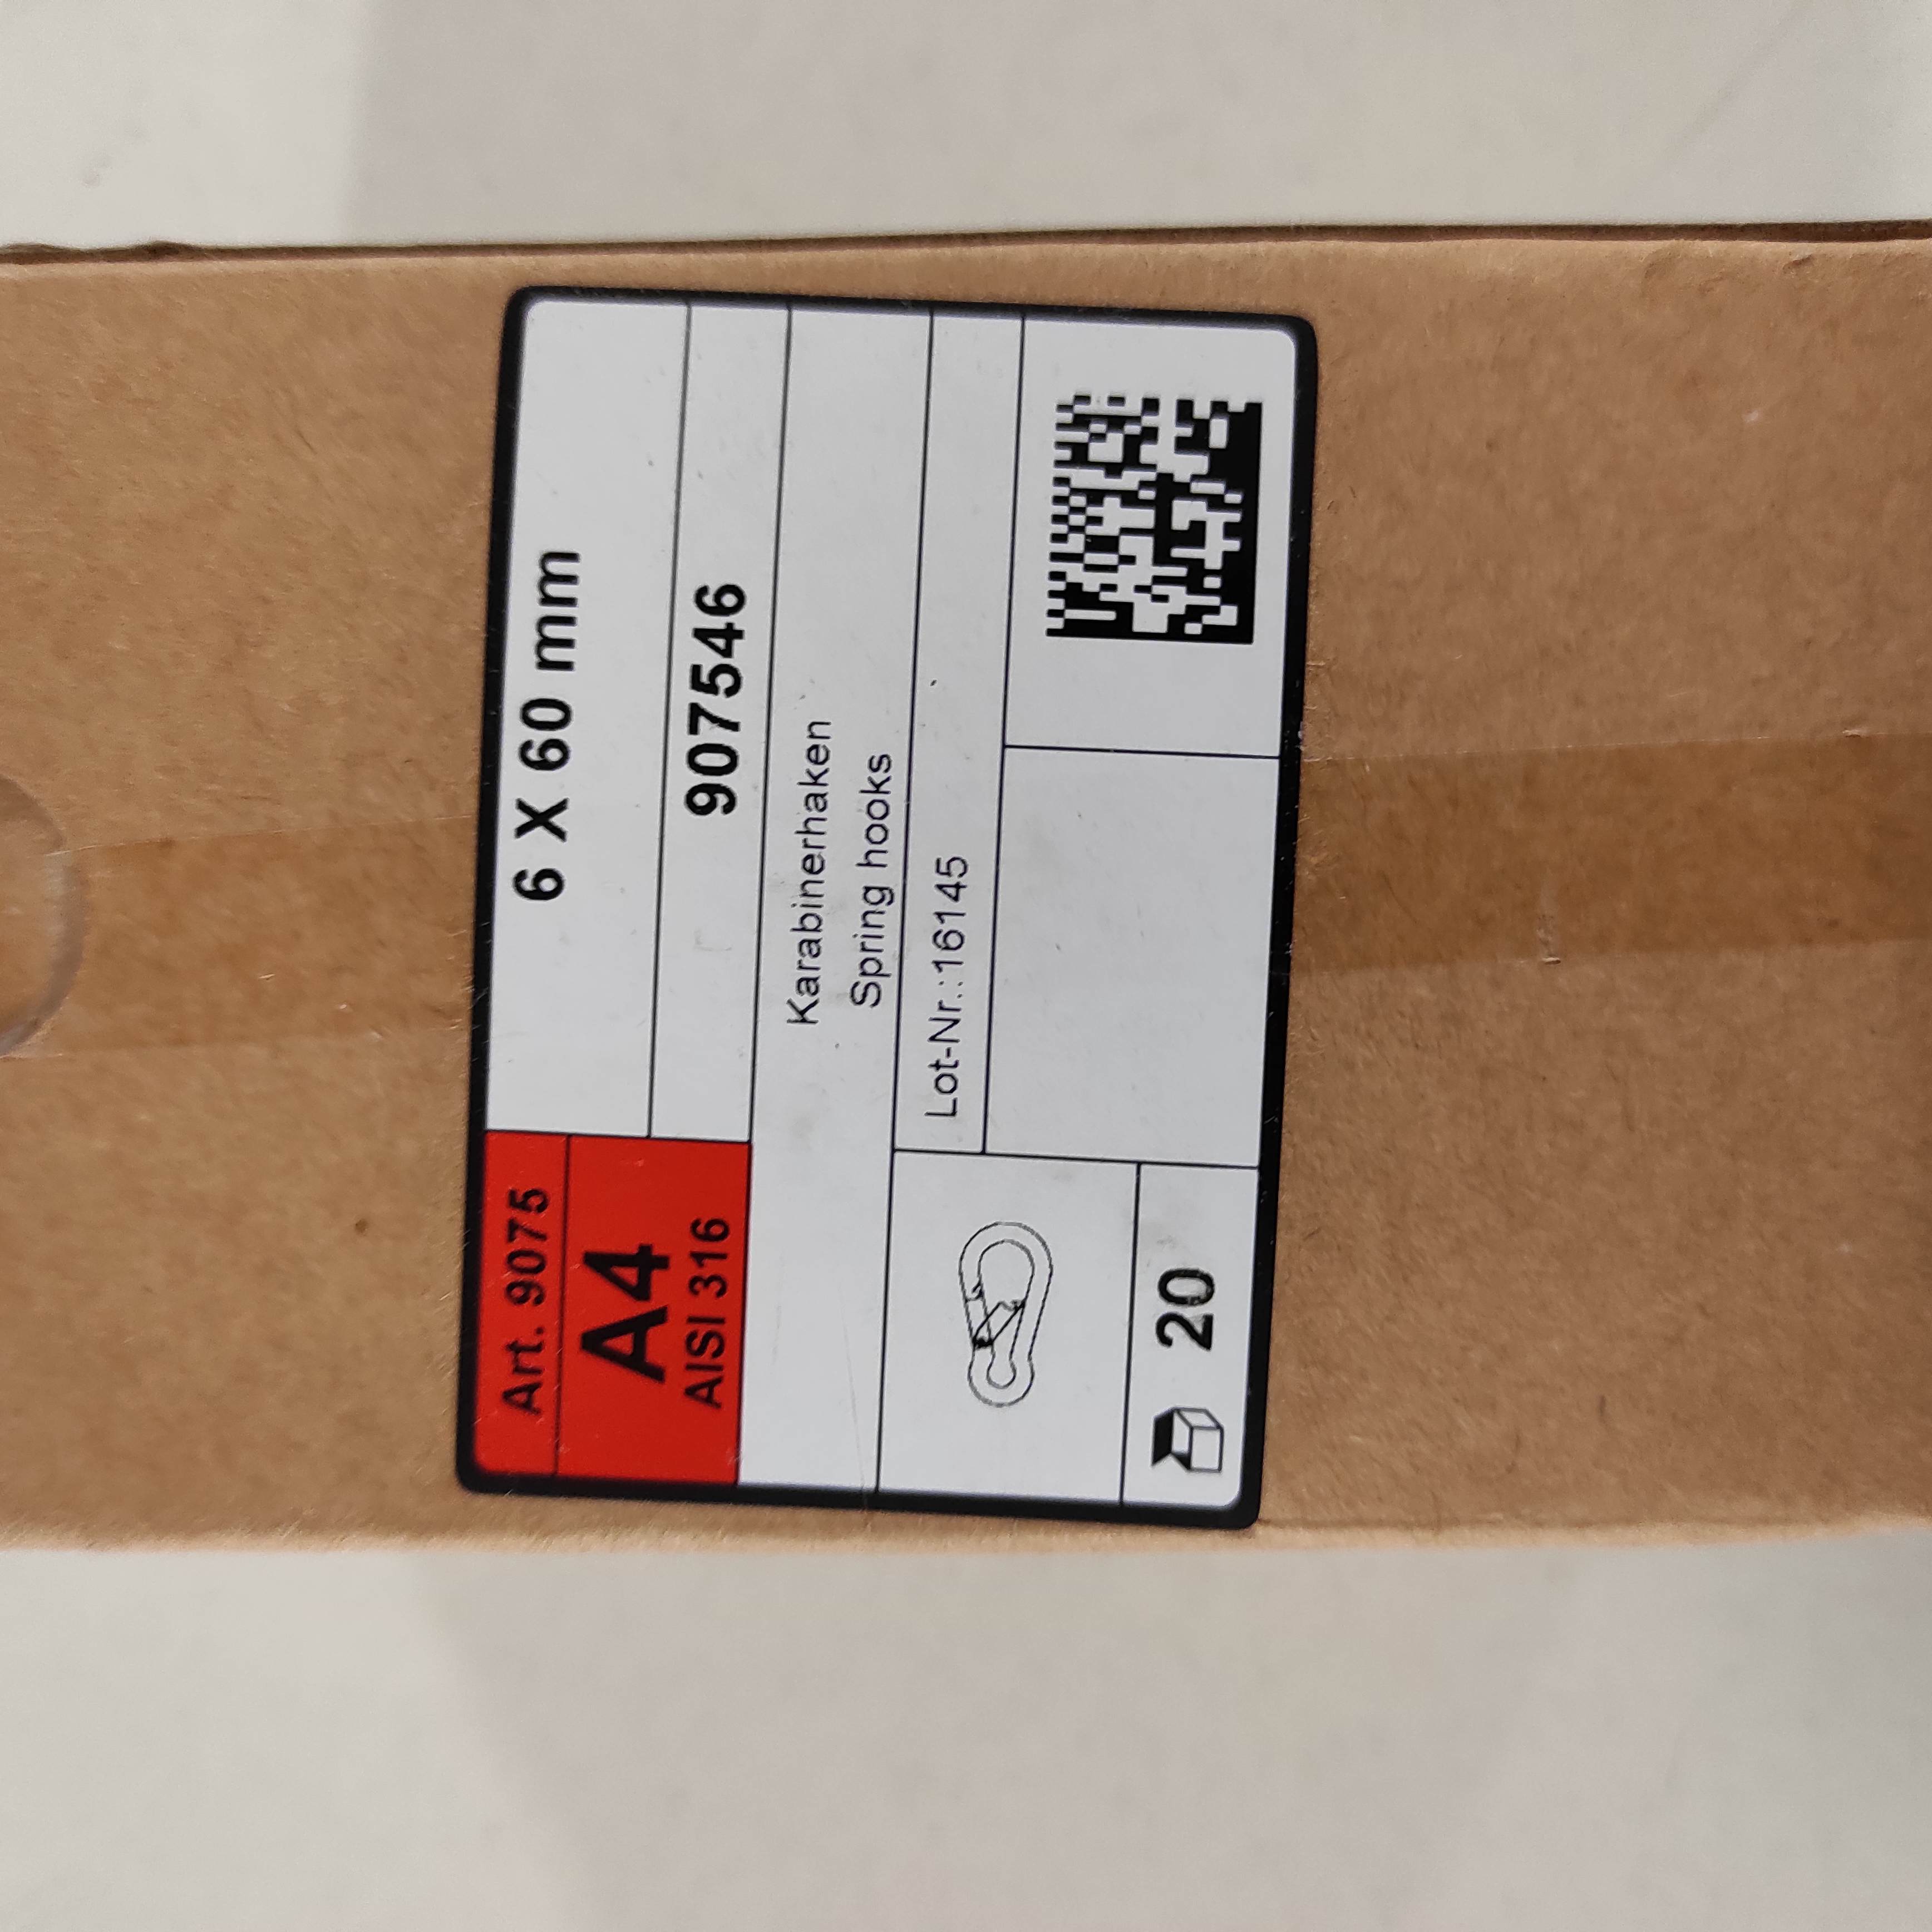 Art. 9075
6 X 60 mm
A4
AISI 316
907546
Karabinerhaken
Spring hooks
Lot-Nr.:16145
20